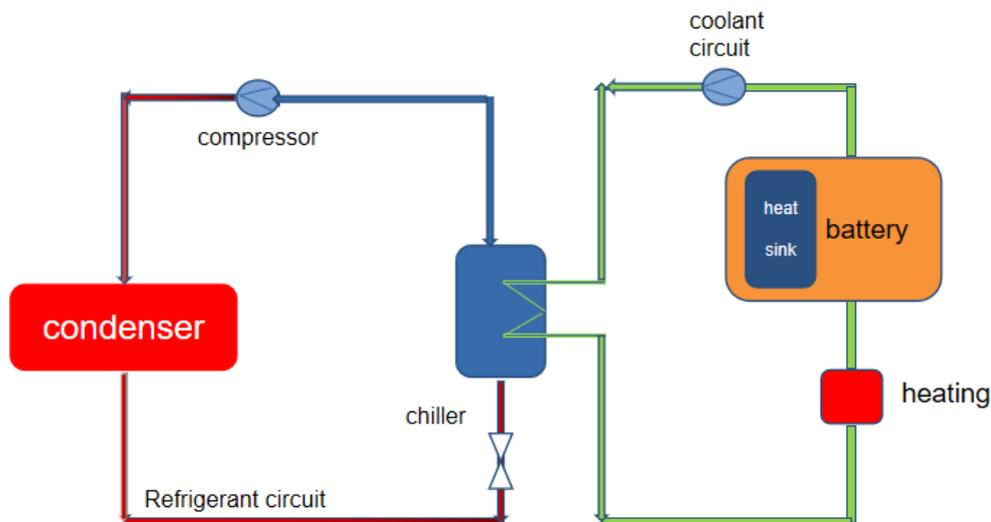 coolant
circuit
compressor
heat
sink
battery
condenser
heating
chiller
Refrigerant circuit